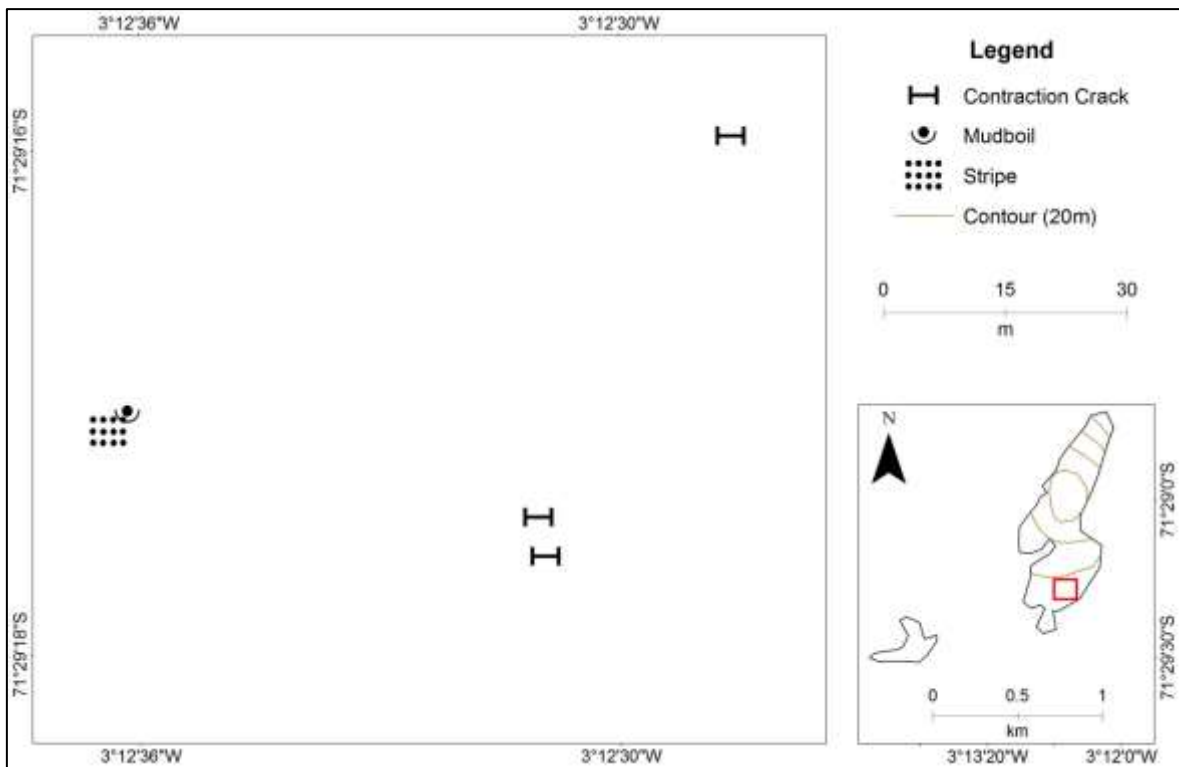 3°12'36"W
3°12'30"W
71°29'16"S
71°29'18"S
3°12'36"W
3°12'30"W
Legend
Contraction Crack
Mudboil
Stripe
Contour (20m)
0 15 30
m
N
71°29'0"S
71°29'30"S
0 0.5 1
km
3°13'20"W
3°12'0"W